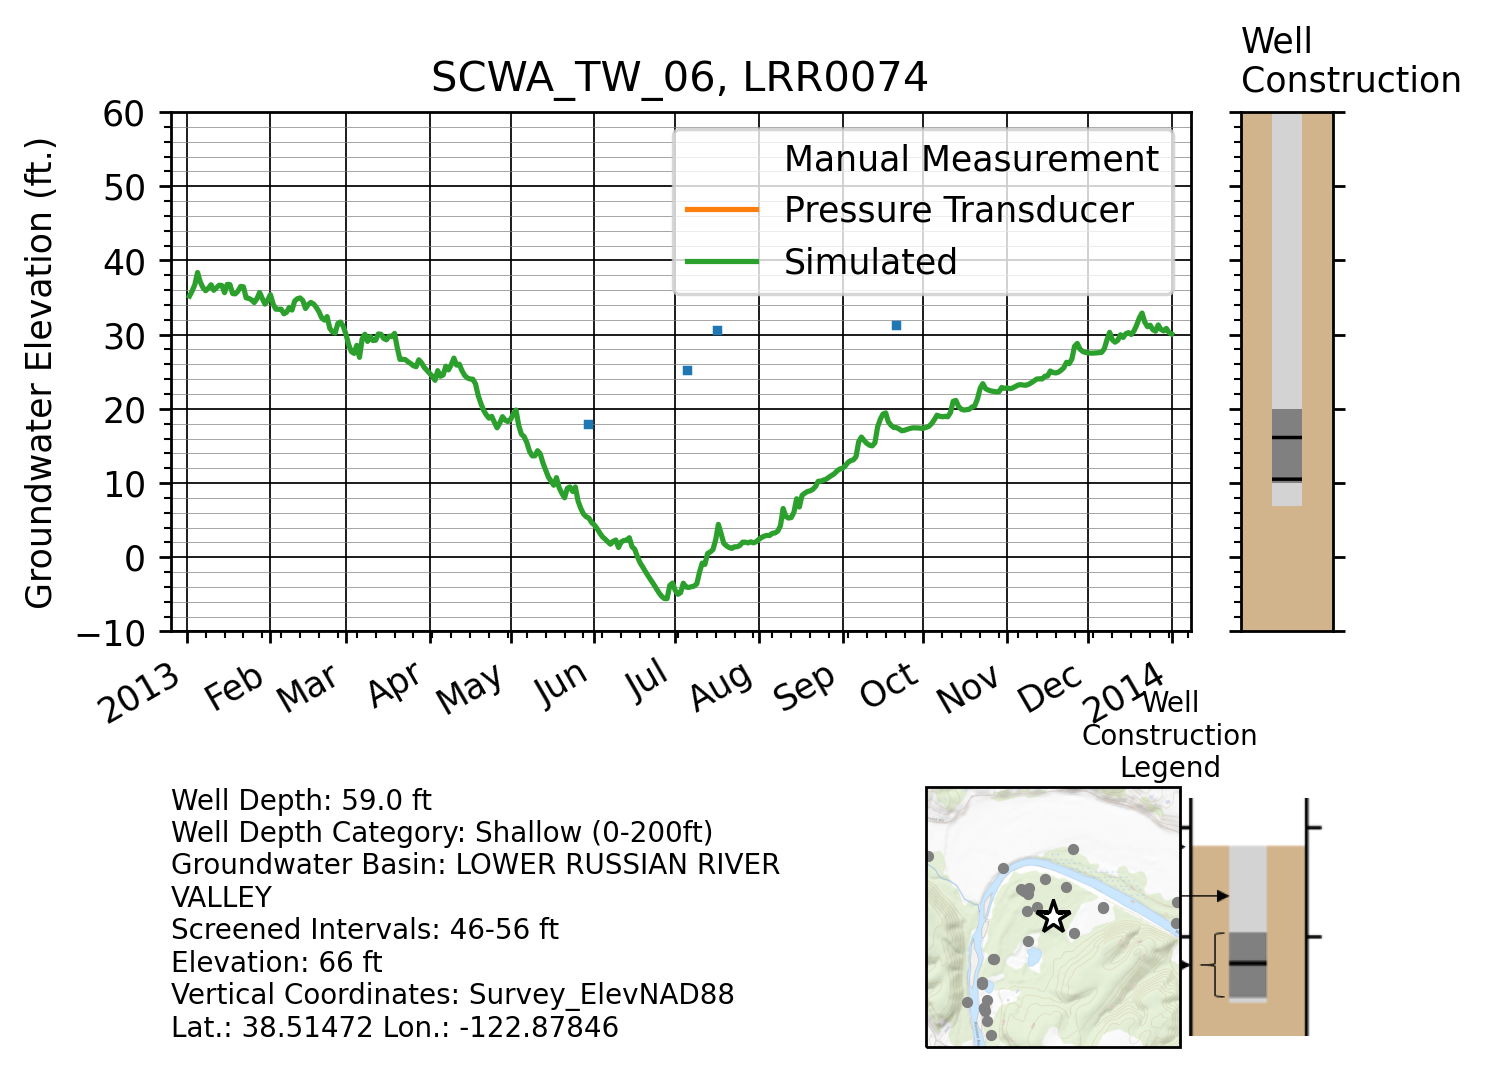 Well
Construction
SCWA_TW_06, LRR0074
Groundwater Elevation (ft.)
60
50
40
30
20
10
0
−10
Manual Measurement
Pressure Transducer
Simulated
2013
Feb
Mar
Apr
May
Jun
Jul
Aug
Sep
Oct
Nov
Dec
2014
Well
Construction
Legend
Well Depth: 59.0 ft
Well Depth Category: Shallow (0-200ft)
Groundwater Basin: LOWER RUSSIAN RIVER
VALLEY
Screened Intervals: 46-56 ft
Elevation: 66 ft
Vertical Coordinates: Survey_ElevNAD88
Lat.: 38.51472 Lon.: -122.87846